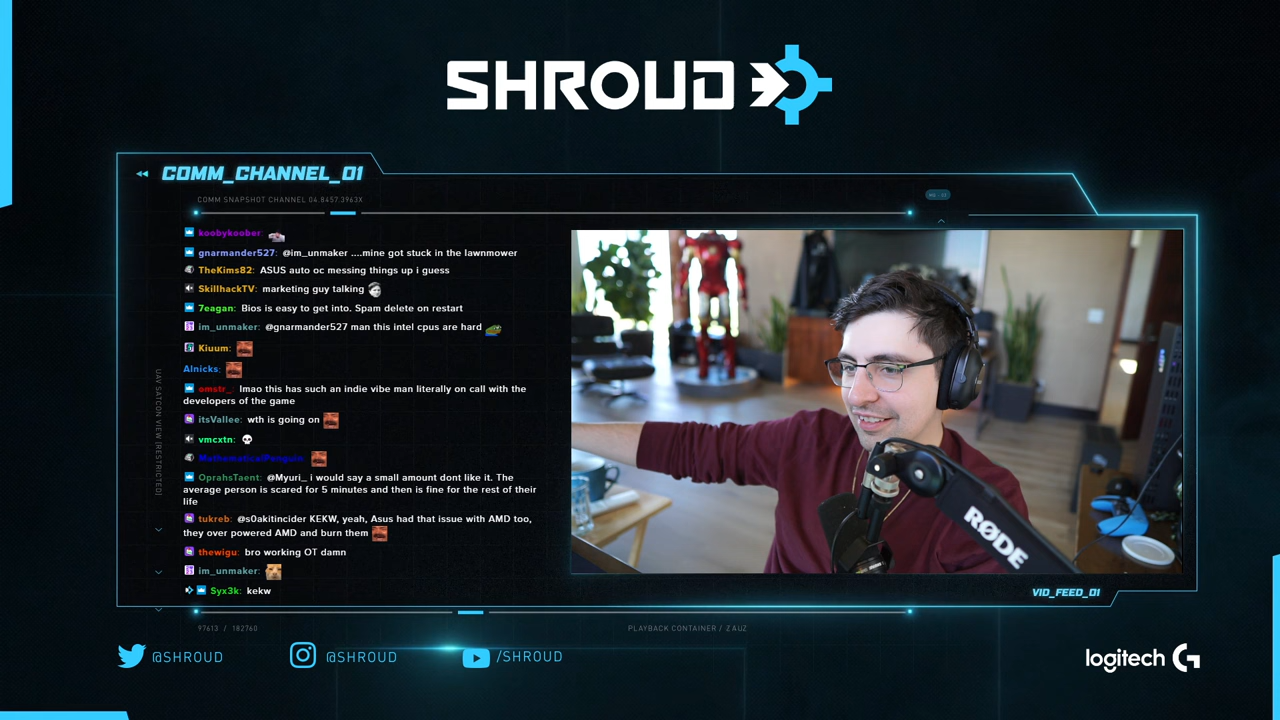 SHROUD
COMM_CHANNEL_01
COMM SNAPSHOT CHANNEL 04.8457.3963X
koobykoober:
gnarmander527: @im_unmaker ....mine got stuck in the lawnmower
TheKims82: ASUS auto oc messing things up i guess
SkillhackTV: marketing guy talking
7eagan: Bios is easy to get into. Spam delete on restart
im_unmaker: @gnarmander527 man this intel cpus are hard
Kiuum:
Alnicks:
omstr_: lmao this has such an indie vibe man literally on call with the
developers of the game
itsVallee: wth is going on
vmcxtn:
MathematicalPenguin:
OprahsTaent: @Myuri_ i would say a small amount dont like it. The
average person is scared for 5 minutes and then is fine for the rest of their
life
tukreb: @s0akitincider KEKW, yeah, Asus had that issue with AMD too,
they over powered AMD and burn them
thewigu: bro working OT damn
im_unmaker:
Syx3k: kekw
UAV SATCON VIEW [RESTRICTED]
RØDE
VID_FEED_01
97613 / 182760
PLAYBACK CONTAINER / ZAUZ
@SHROUD
@SHROUD
/SHROUD
logitech G